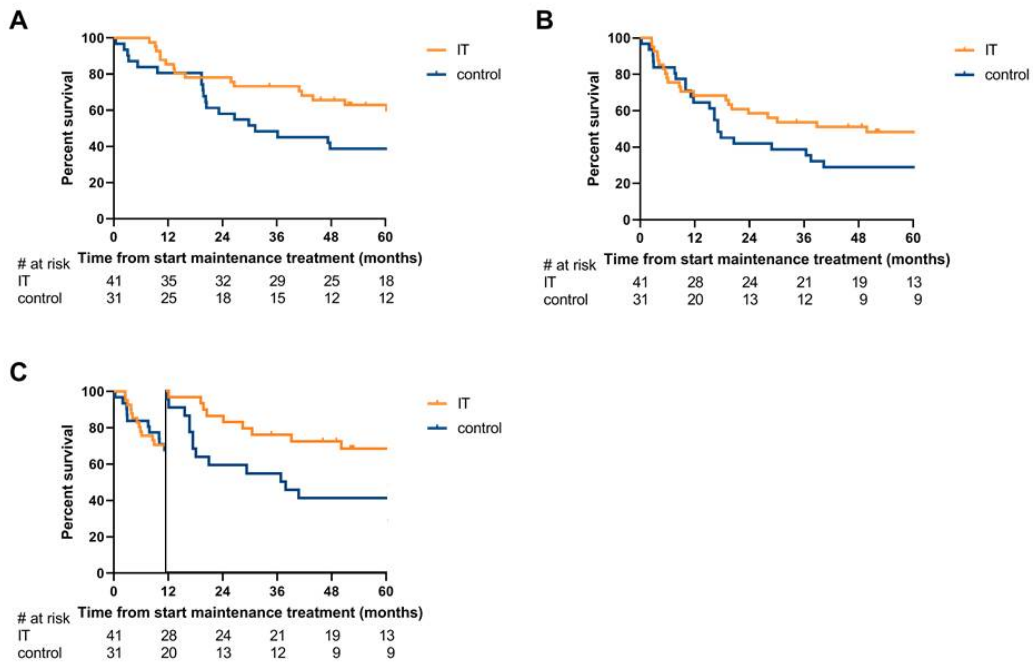 A
100
80
60
40
20
0
Percent survival
0 12 24 36 48 60
Time from start maintenance treatment (months)
# at risk
IT 41 35 32 29 25 18
control 31 25 18 15 12 12
IT
control
B
100
80
60
40
20
0
Percent survival
0 12 24 36 48 60
Time from start maintenance treatment (months)
# at risk
IT 41 28 24 21 19 13
control 31 20 13 12 9 9
IT
control
C
100
80
60
40
20
0
Percent survival
0 12 24 36 48 60
Time from start maintenance treatment (months)
# at risk
IT 41 28 24 21 19 13
control 31 20 13 12 9 9
IT
control